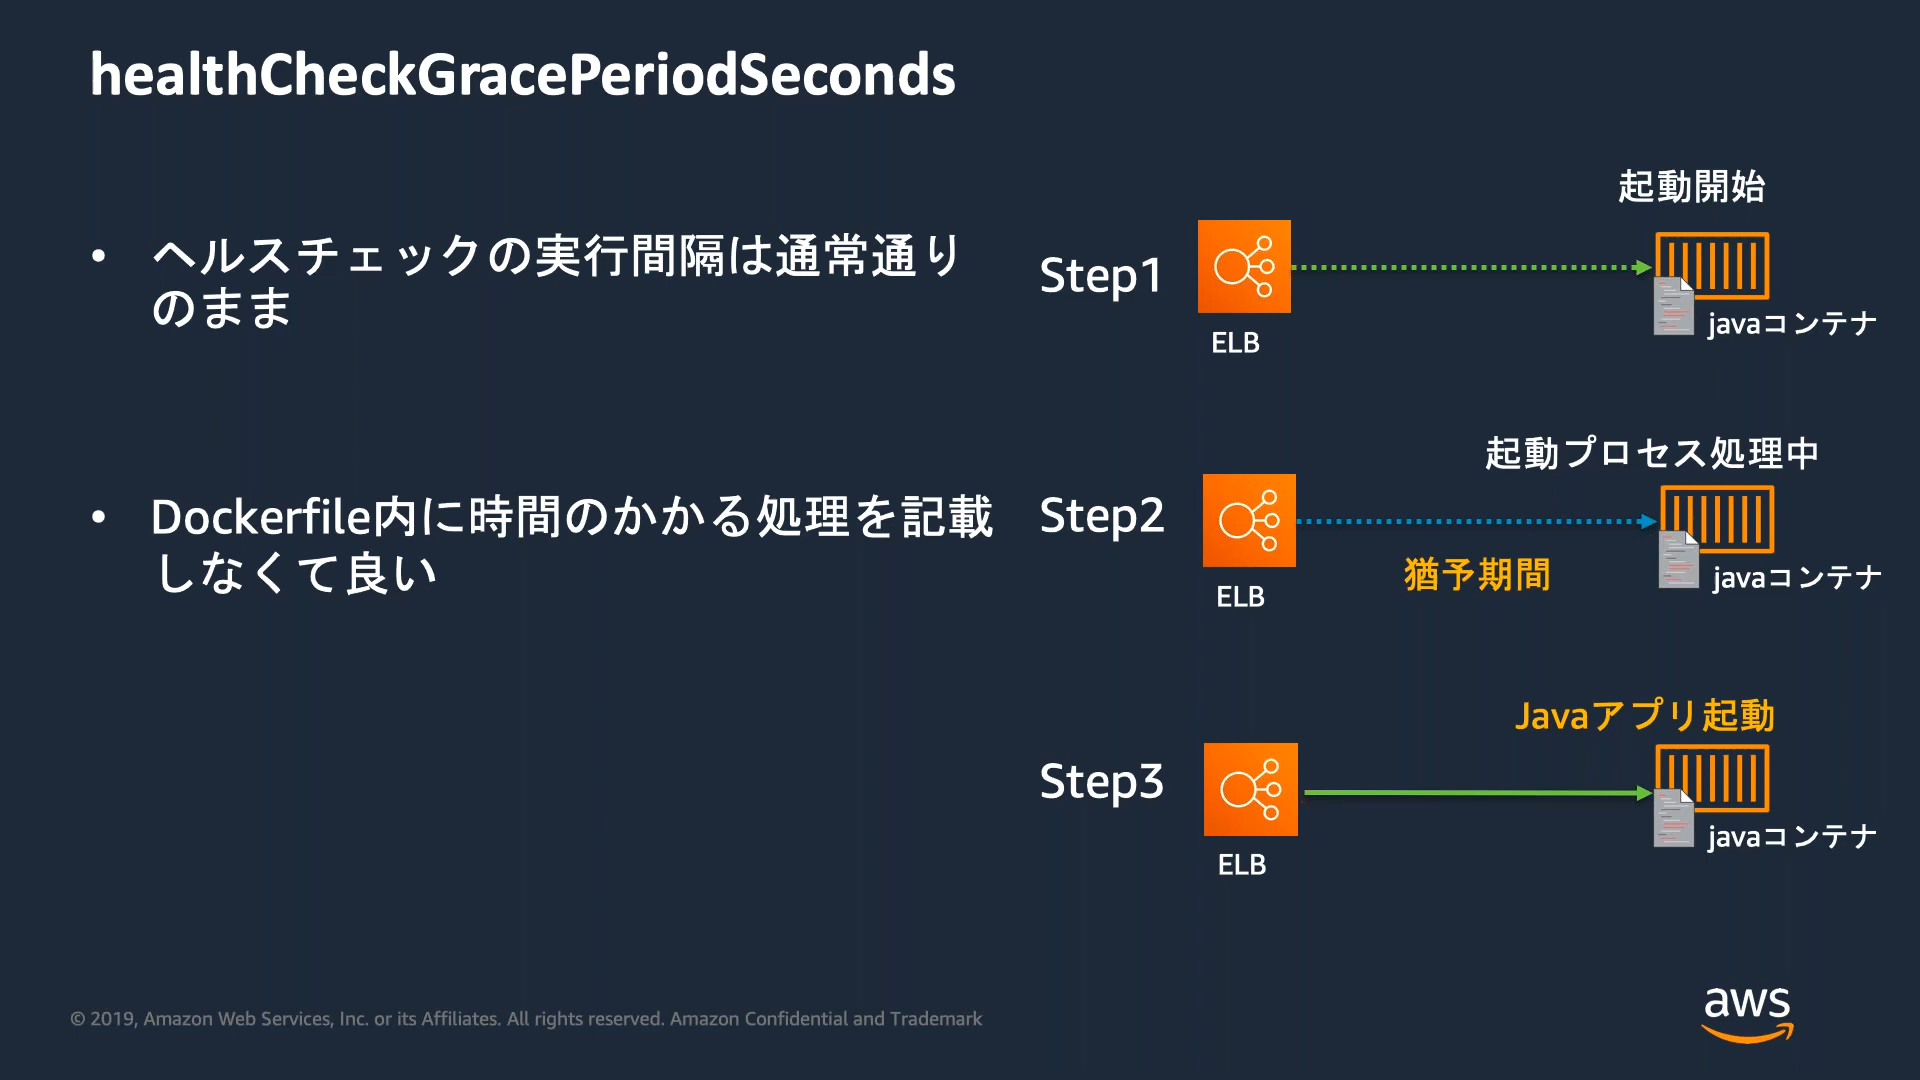 healthCheckGracePeriodSeconds
• ヘルスチェックの実行間隔は通常通り
のまま
• Dockerfile内に時間のかかる処理を記載
しなくて良い
起動開始
Step1
ELB
javaコンテナ
起動プロセス処理中
Step2
猶予期間
ELB
javaコンテナ
Javaアプリ起動
Step3
ELB
javaコンテナ
© 2019, Amazon Web Services, Inc. or its Affiliates. All rights reserved. Amazon Confidential and Trademark
aws